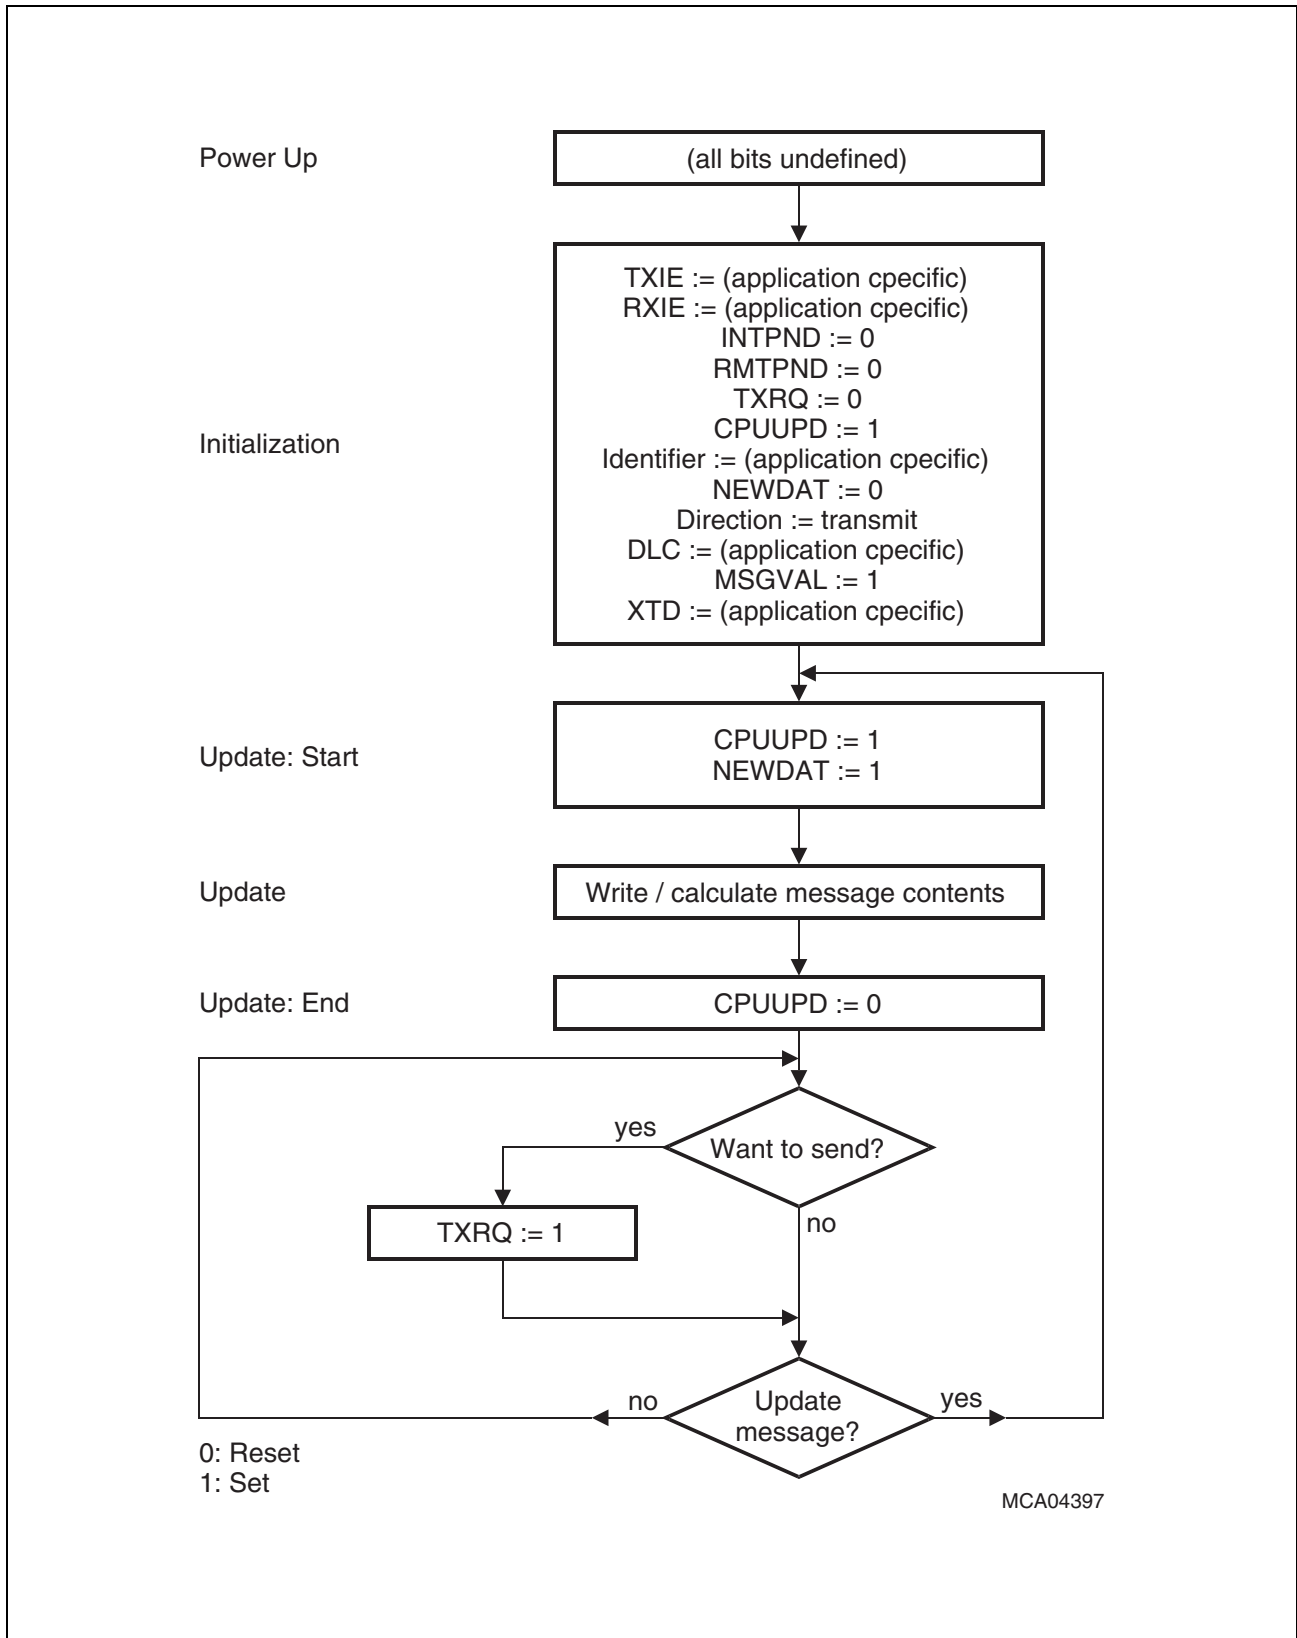 Power Up
(all bits undefined)
Initialization
TXIE := (application cpecific)
RXIE := (application cpecific)
INTPND := 0
RMTPND := 0
TXRQ := 0
CPUUPD := 1
Identifier := (application cpecific)
NEWDAT := 0
Direction := transmit
DLC := (application cpecific)
MSGVAL := 1
XTD := (application cpecific)
Update: Start
CPUUPD := 1
NEWDAT := 1
Update
Write / calculate message contents
Update: End
CPUUPD := 0
Want to send?
yes
no
TXRQ := 1
Update
message?
no
yes
0: Reset
1: Set
MCA04397